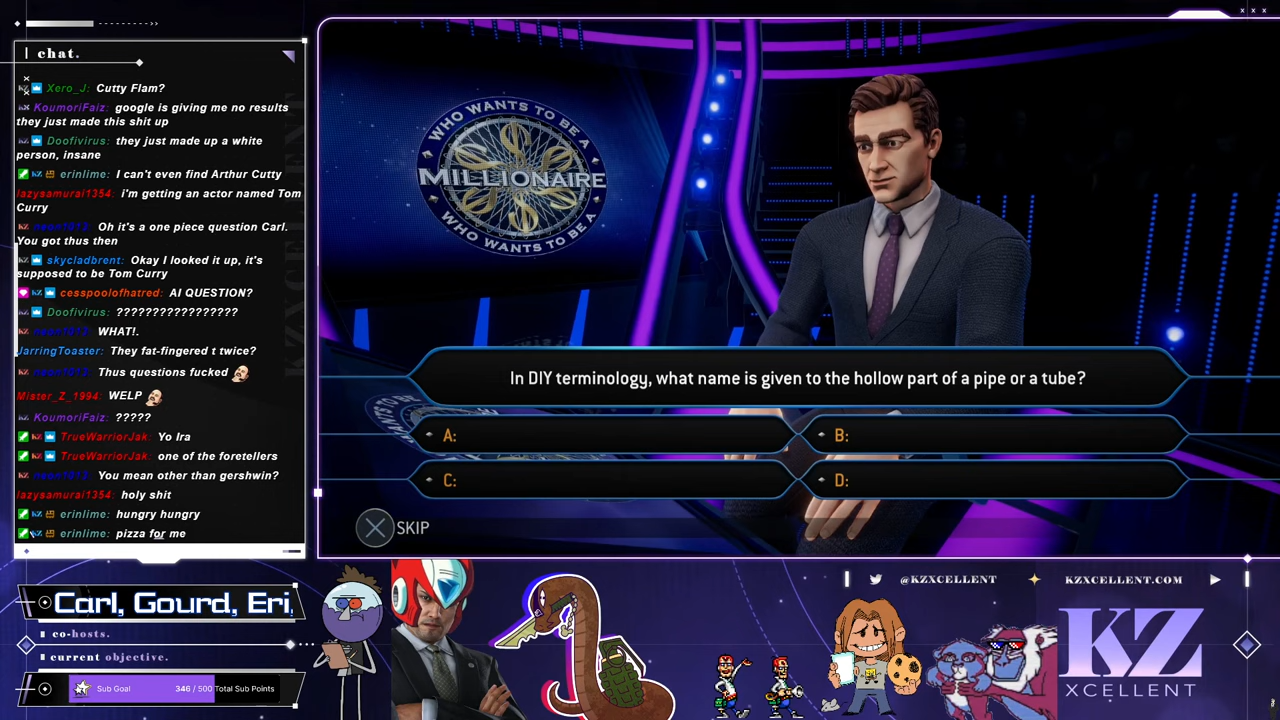 chat.
Xero_J: Cutty Flam?
KoumoriFaiz: google is giving me no results
they just made this shit up
Doofivirus: they just made up a white
person, insane
erinlime: I can't even find Arthur Cutty
lazysamurai1354: i'm getting an actor named Tom
Curry
neon1017: Oh it's a one piece question Carl.
You got thus then
skycladbrent: Okay I looked it up, it's
supposed to be Tom Curry
cesspoolofhatred: AI QUESTION?
Doofivirus: ?????????????????
WHAT!.
JarringToaster: They fat-fingered t twice?
Thus questions fucked
Mister_Z_1994: WELP
KoumoriFaiz: ?????
TrueWarriorJak: Yo Ira
TrueWarriorJak: one of the foretellers
You mean other than gershwin?
lazysamurai1354: holy shit
erinlime: hungry hungry
erinlime: pizza for me
WHO WANTS TO BE A
MILLIONAIRE
WHO WANTS TO BE A
In DIY terminology, what name is given to the hollow part of a pipe or a tube?
A:
B:
C:
D:
SKIP
Carl, Gourd, Eri,
co-hosts.
current objective.
Sub Goal
346 / 500 Total Sub Points
@KZXCELLENT
KZXCELLENT.COM
KZ
XCELLENT